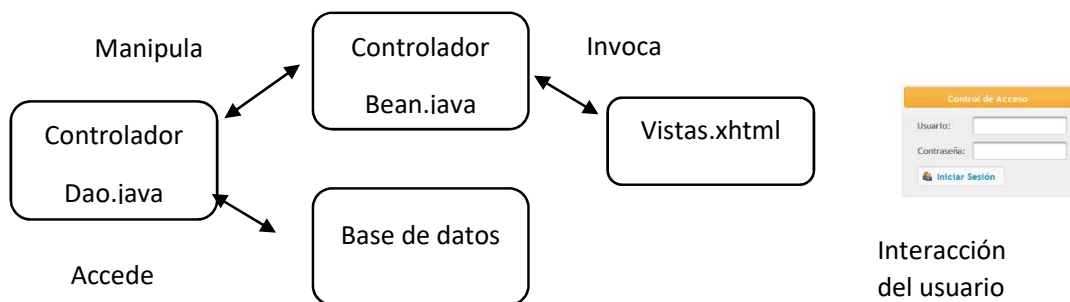 Manipula
Controlador
Bean.java
Invoca
Controlador
Dao.java
Vistas.xhtml
Control de Acceso
Usuario:
Contraseña:
Iniciar Sesión
Base de datos
Accede
Interacción
del usuario